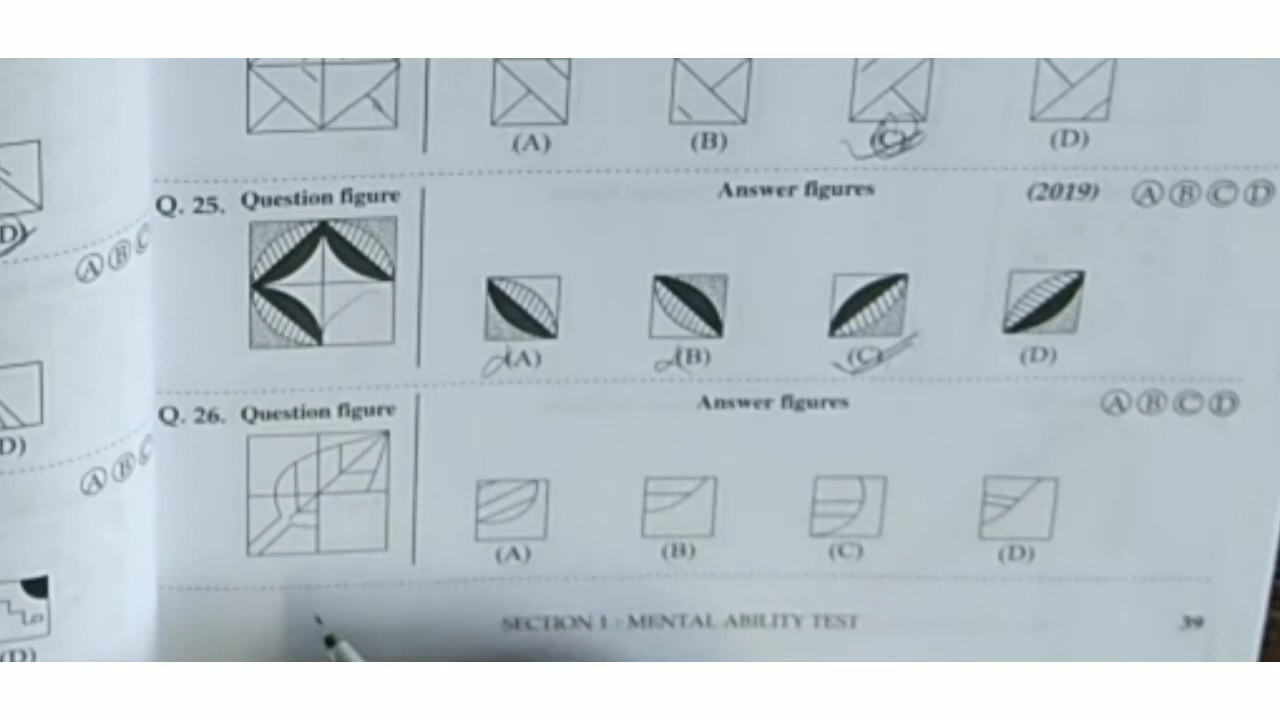 (A) (B) (C) (D)
Q. 25. Question figure Answer figures (2019) A B C D
(A) (B) (C) (D)
Q. 26. Question figure Answer figures A B C D
(A) (B) (C) (D)
SECTION 1 : MENTAL ABILITY TEST 39
D)
A B C
D)
A B C
(D)